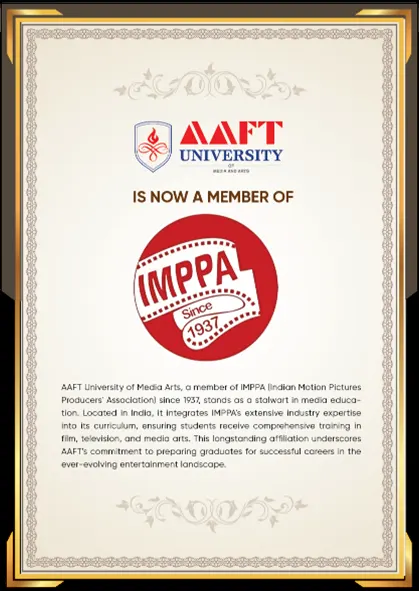 AAFT
UNIVERSITY
OF
MEDIA AND ARTS
IS NOW A MEMBER OF
IMPPA
Since
1937
AAFT University of Media Arts, a member of IMPPA (Indian Motion Pictures
Producers' Association) since 1937, stands as a stalwart in media educa-
tion. Located in India, it integrates IMPPA's extensive industry expertise
into its curriculum, ensuring students receive comprehensive training in
film, television, and media arts. This longstanding affiliation underscores
AAFT's commitment to preparing graduates for successful careers in the
ever-evolving entertainment landscape.